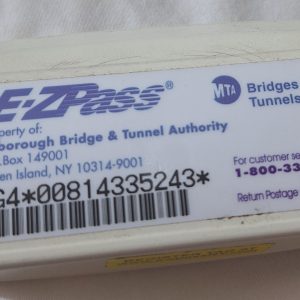 E-ZPass®
MTA Bridges
Tunnels
operty of:
borough Bridge & Tunnel Authority
.Box 149001
en Island, NY 10314-9001
For customer se
1-800-33
G4*00814335243*
Return Postage